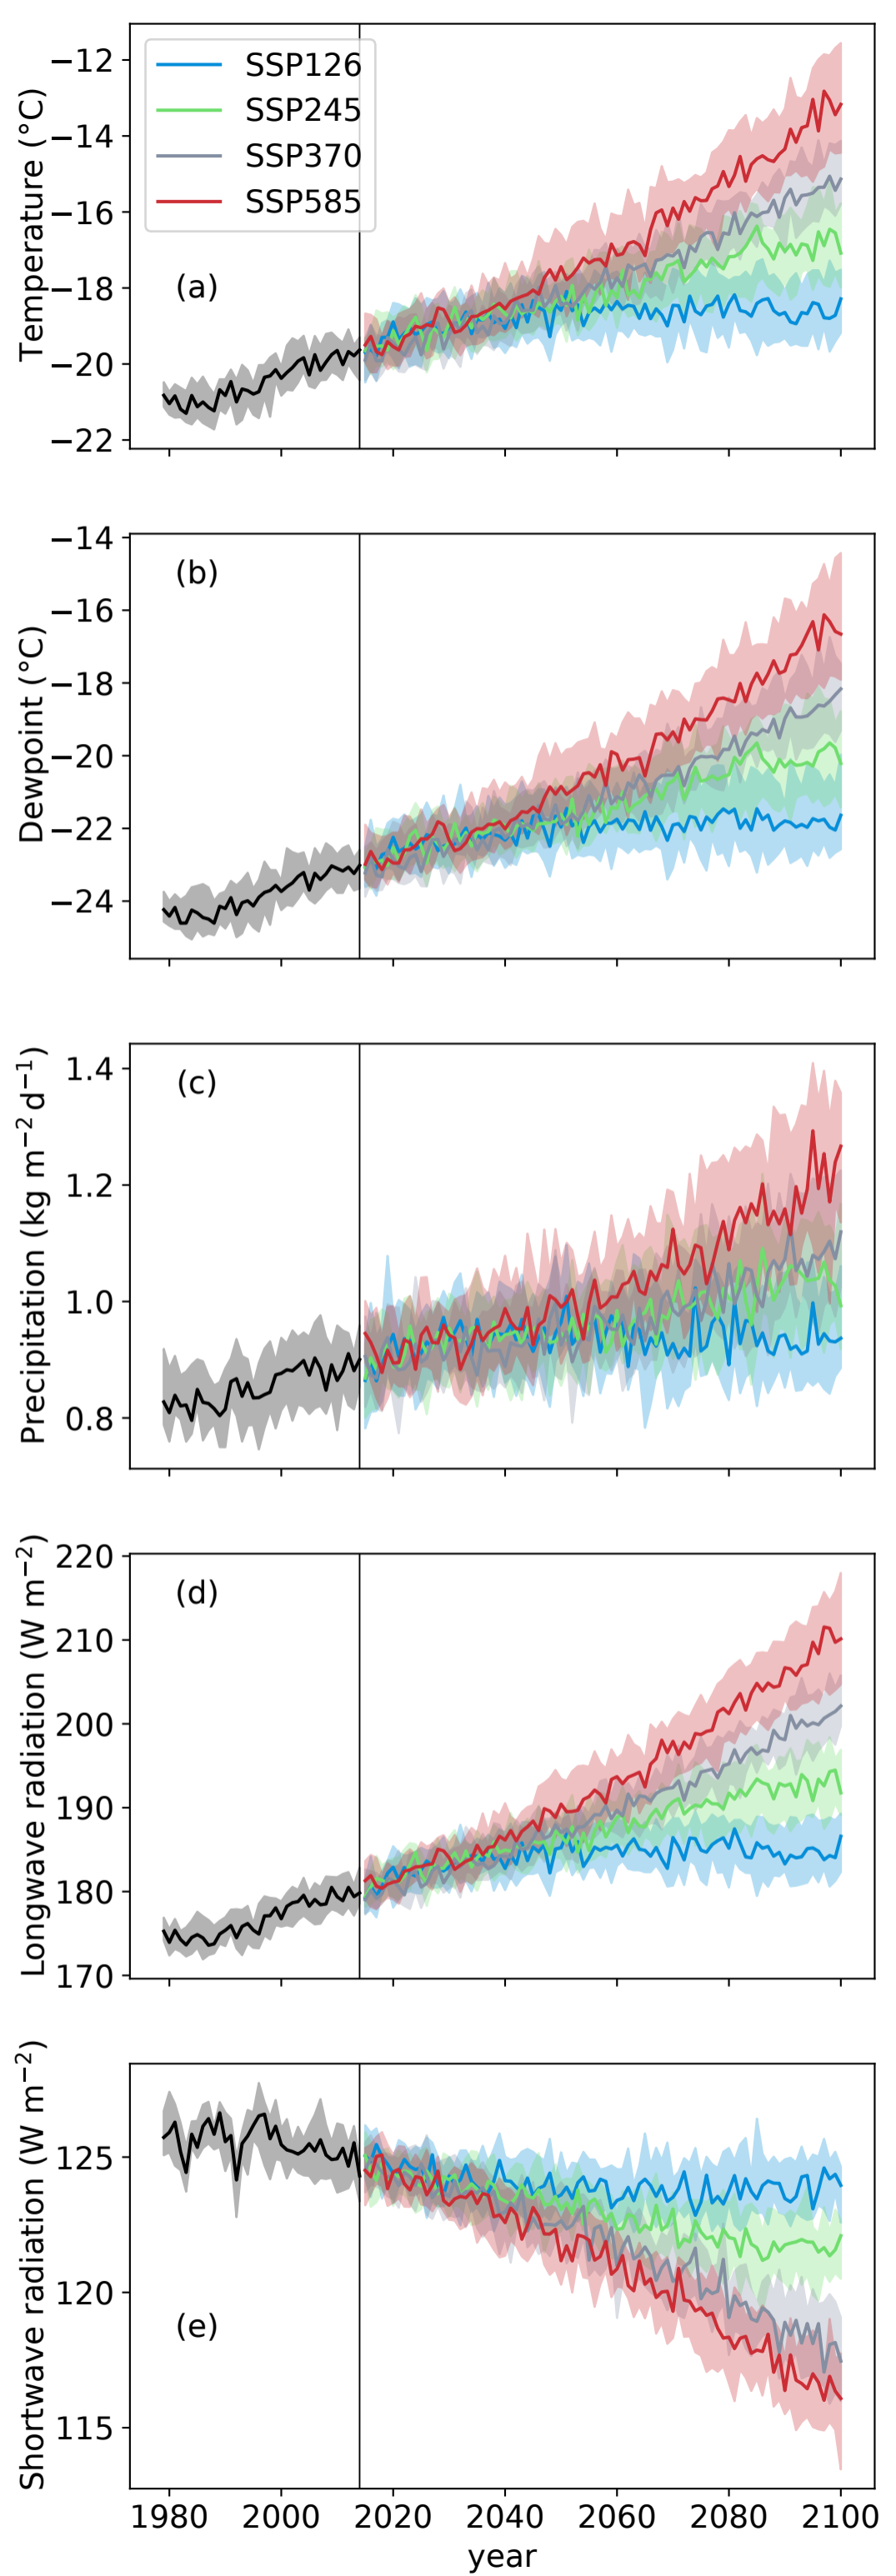 Temperature (°C)
−12
−14
−16
−18
−20
−22
SSP126
SSP245
SSP370
SSP585
(a)
Dewpoint (°C)
−14
−16
−18
−20
−22
−24
(b)
Precipitation (kg m⁻² d⁻¹)
1.4
1.2
1.0
0.8
(c)
Longwave radiation (W m⁻²)
220
210
200
190
180
170
(d)
Shortwave radiation (W m⁻²)
125
120
115
(e)
1980 2000 2020 2040 2060 2080 2100
year